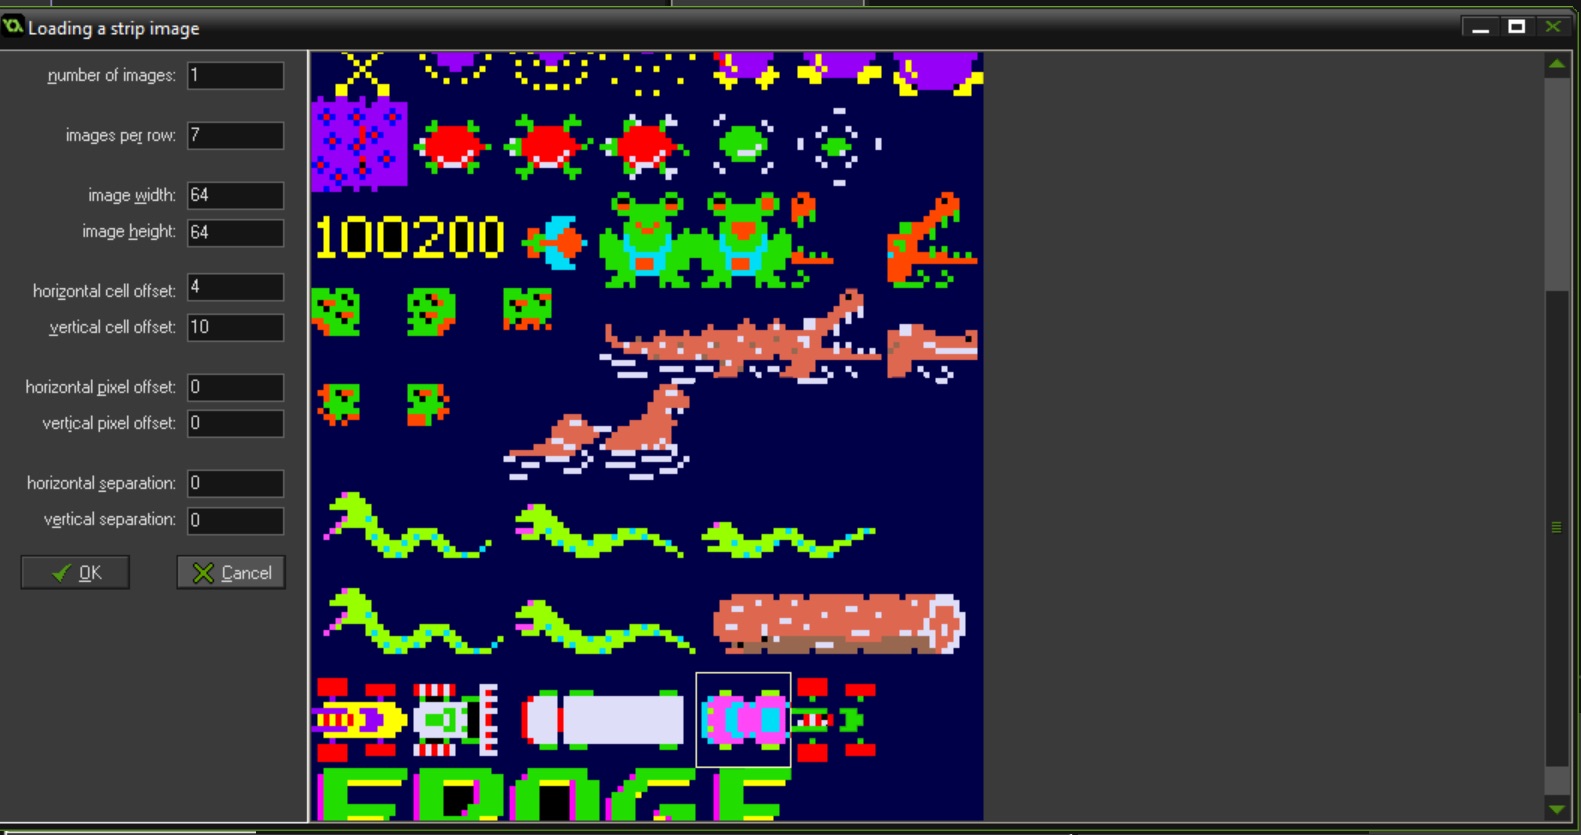 Loading a strip image
number of images: 1
images per row: 7
image width: 64
image height: 64
horizontal cell offset: 4
vertical cell offset: 10
horizontal pixel offset: 0
vertical pixel offset: 0
horizontal separation: 0
vertical separation: 0
OK Cancel
100200
FROGE